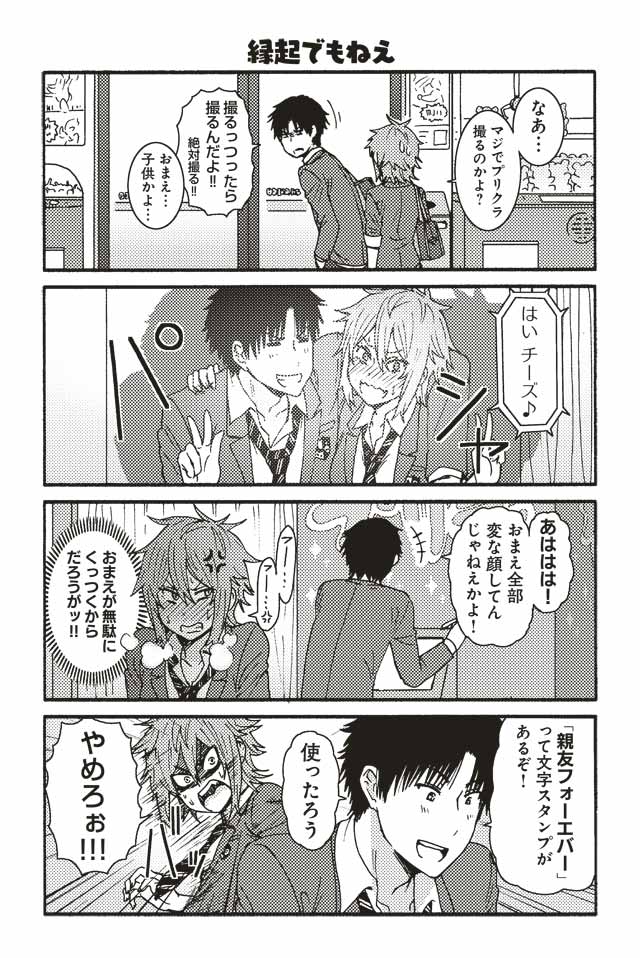 縁起でもねえ
なあ…
マジでプリクラ
撮るのかよ？
撮るっつったら
撮るんだよ!!
絶対撮る!!
おまえ…
子供かよ…
はい チーズ♪
パシャ
あははは！
おまえ全部
変な顔してん
じゃねえかよ！
フー…
フー…
おまえが無駄に
くっつくから
だろうがッ!!
「親友フォーエバー」
って文字スタンプが
あるぞ！
使ったろう
やめろぉ!!!